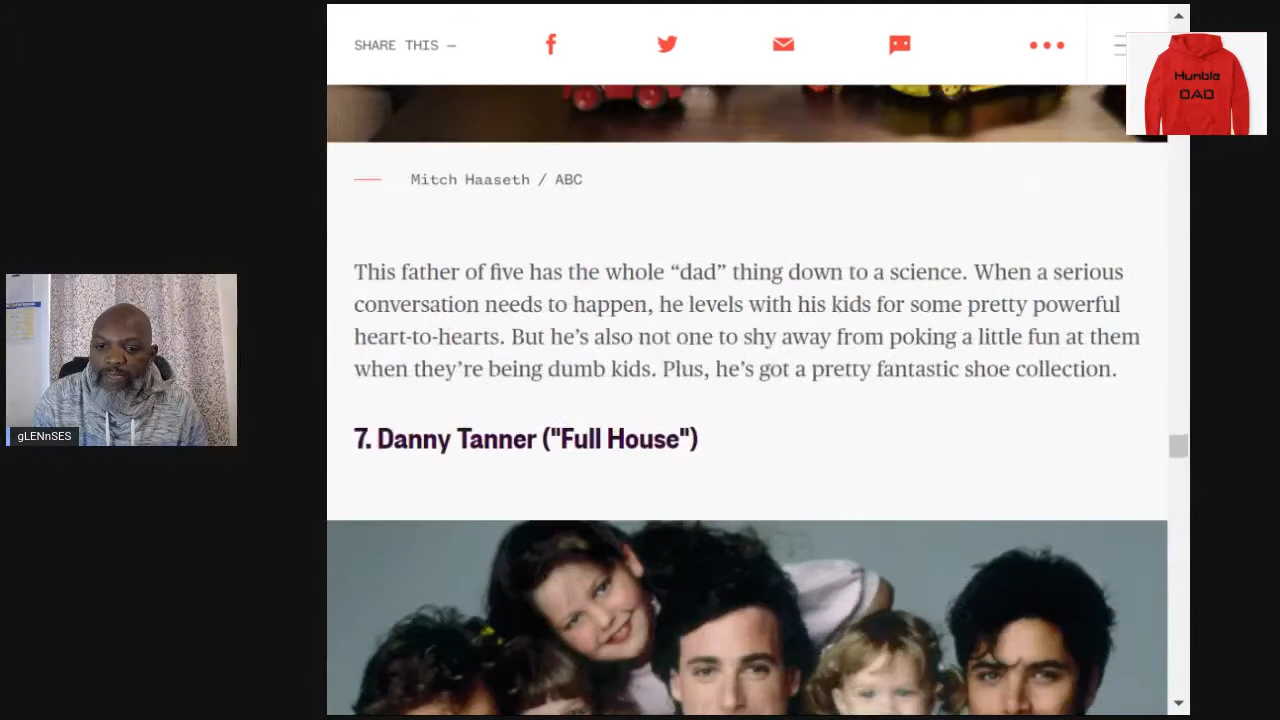 SHARE THIS —
Humble
DAD
Mitch Haaseth / ABC
This father of five has the whole “dad” thing down to a science. When a serious
conversation needs to happen, he levels with his kids for some pretty powerful
heart-to-hearts. But he’s also not one to shy away from poking a little fun at them
when they’re being dumb kids. Plus, he’s got a pretty fantastic shoe collection.
gLENnSES
7. Danny Tanner ("Full House")